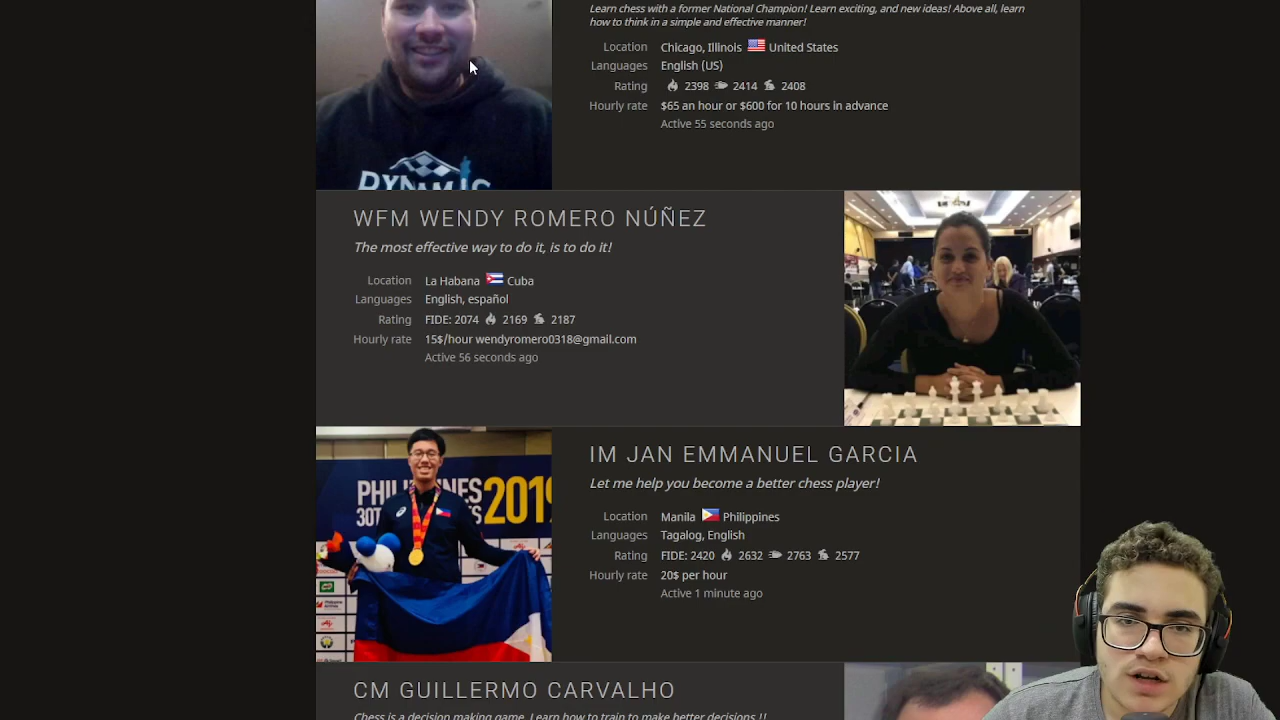 Learn chess with a former National Champion! Learn exciting, and new ideas! Above all, learn
how to think in a simple and effective manner!
Location Chicago, Illinois United States
Languages English (US)
Rating 2398 2414 2408
Hourly rate $65 an hour or $600 for 10 hours in advance
Active 55 seconds ago
DYNAMIC
WFM WENDY ROMERO NÚÑEZ
The most effective way to do it, is to do it!
Location La Habana Cuba
Languages English, español
Rating FIDE: 2074 2169 2187
Hourly rate 15$/hour wendyromero0318@gmail.com
Active 56 seconds ago
PHILIPPINES
2019
30T
IM JAN EMMANUEL GARCIA
Let me help you become a better chess player!
Location Manila Philippines
Languages Tagalog, English
Rating FIDE: 2420 2632 2763 2577
Hourly rate 20$ per hour
Active 1 minute ago
CM GUILLERMO CARVALHO
Chess is a decision making game. Learn how to train to make better decisions !!